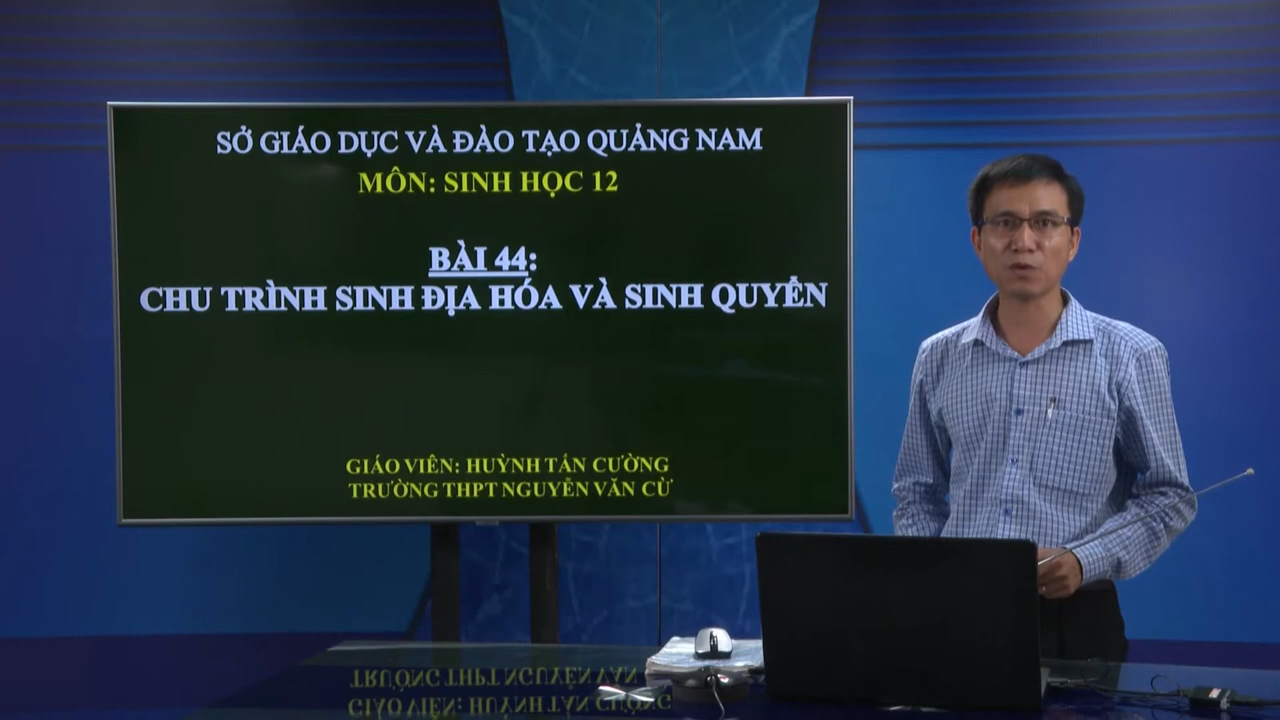 SỞ GIÁO DỤC VÀ ĐÀO TẠO QUẢNG NAM
MÔN: SINH HỌC 12
BÀI 44:
CHU TRÌNH SINH ĐỊA HÓA VÀ SINH QUYỂN
GIÁO VIÊN: HUỲNH TẤN CƯỜNG
TRƯỜNG THPT NGUYỄN VĂN CỪ